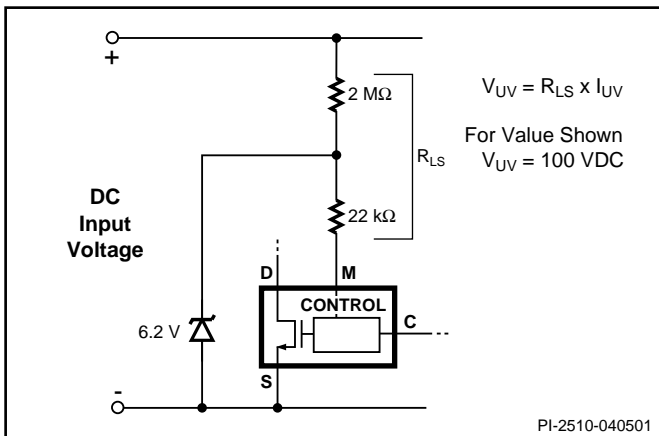 +
2 MΩ
V_UV = R_LS x I_UV
For Value Shown
V_UV = 100 VDC
R_LS
DC
Input
Voltage
22 kΩ
D
M
CONTROL
C
6.2 V
S
-
PI-2510-040501